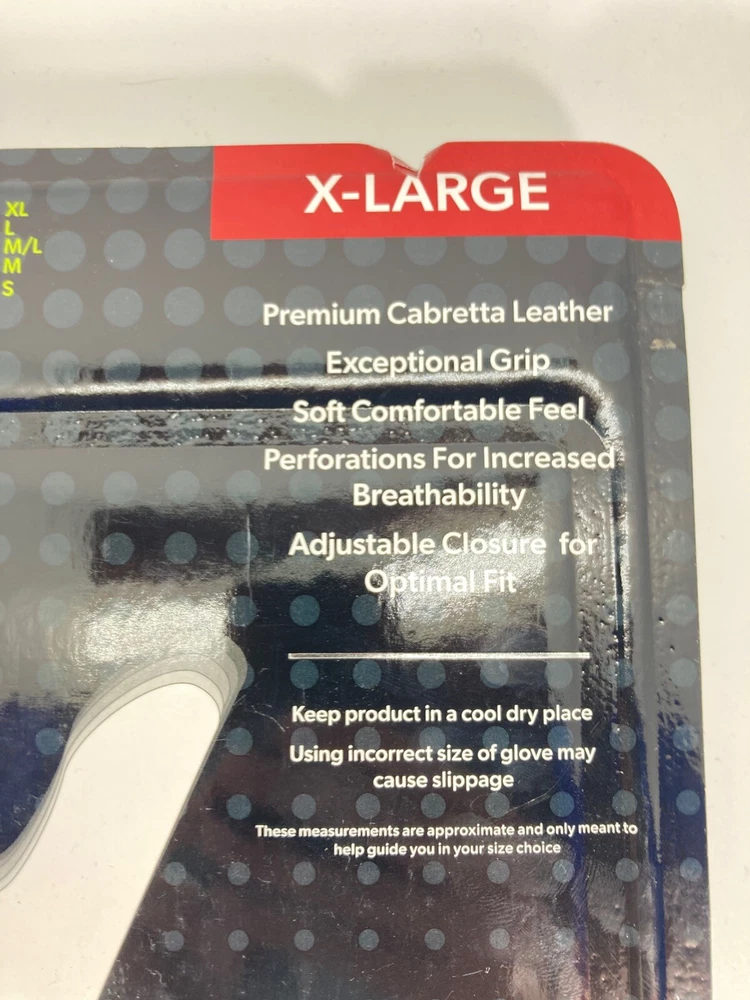 X-LARGE
XL
L
M/L
M
S
Premium Cabretta Leather
Exceptional Grip
Soft Comfortable Feel
Perforations For Increased
Breathability
Adjustable Closure for
Optimal Fit
Keep product in a cool dry place
Using incorrect size of glove may
cause slippage
These measurements are approximate and only meant to
help guide you in your size choice